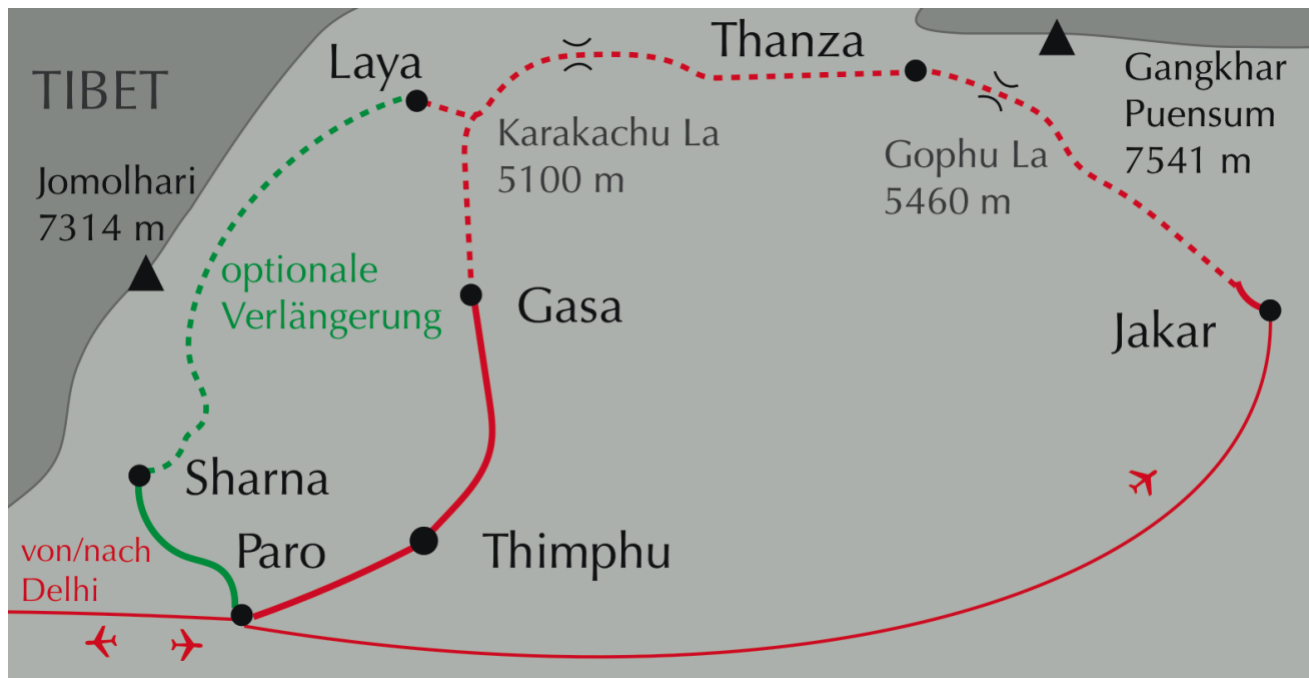 TIBET
Laya
Thanza
Gangkhar
Puensum
7541 m
Karakachu La
5100 m
Gophu La
5460 m
Jomolhari
7314 m
optionale
Verlängerung
Gasa
Jakar
Sharna
Paro
Thimphu
von/nach
Delhi